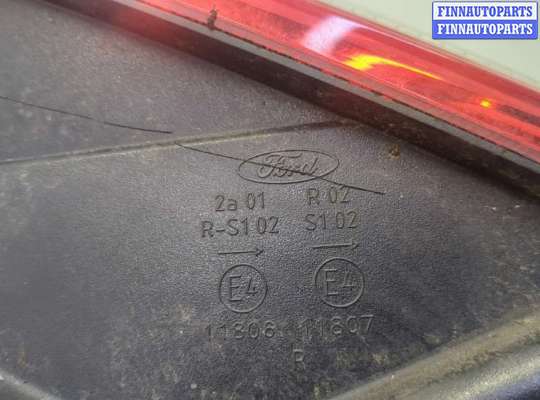 FINNAUTOPARTS
FINNAUTOPARTS
Ford
2a 01 R 02
R-S1 02 S1 02
E4 E4
11806 11807
R